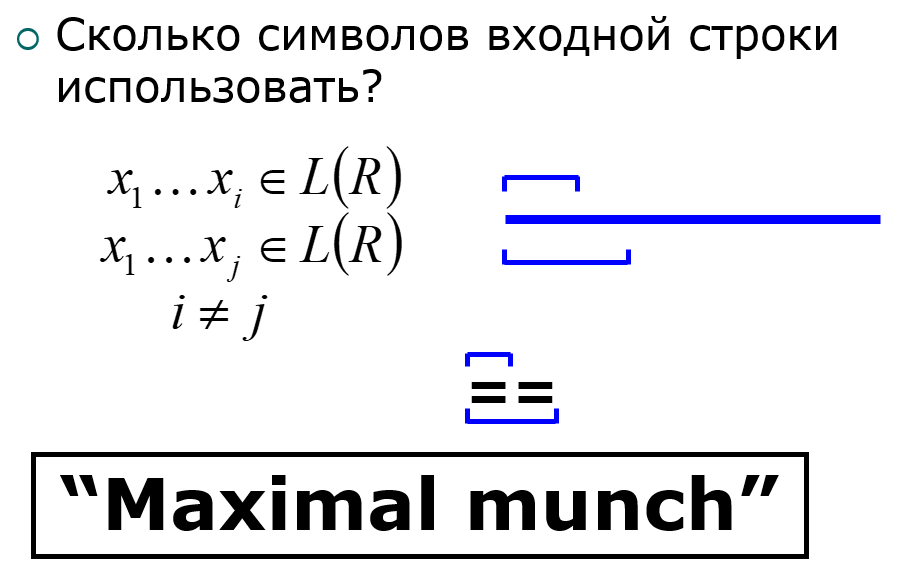 Сколько символов входной строки
использовать?
x₁…xᵢ ∈ L(R)
x₁…xⱼ ∈ L(R)
i ≠ j
==
“Maximal munch”